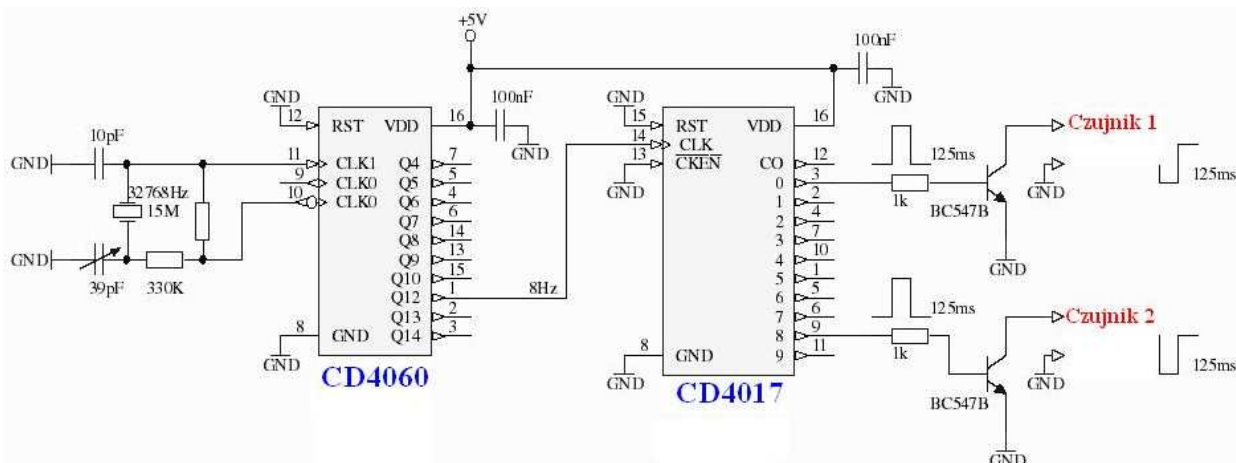 +5V
100nF
GND
12
RST
VDD
16
100nF
GND
GND
15
RST
VDD
16
GND
10pF
GND
11
CLK1
Q4
7
9
CLK0
Q5
5
10
CLK0
Q6
4
Q7
6
Q8
14
Q9
13
Q10
15
Q12
1
Q13
2
Q14
3
32768Hz
15M
GND
39pF
330K
8
GND
GND
CD4060
8Hz
14
CLK
13
CKEN
GND
CO
12
0
3
1
2
2
4
3
7
4
10
5
1
6
5
7
6
8
9
9
11
8
GND
GND
CD4017
125ms
1k
BC547B
Czujnik 1
GND
125ms
GND
125ms
1k
BC547B
Czujnik 2
GND
125ms
GND